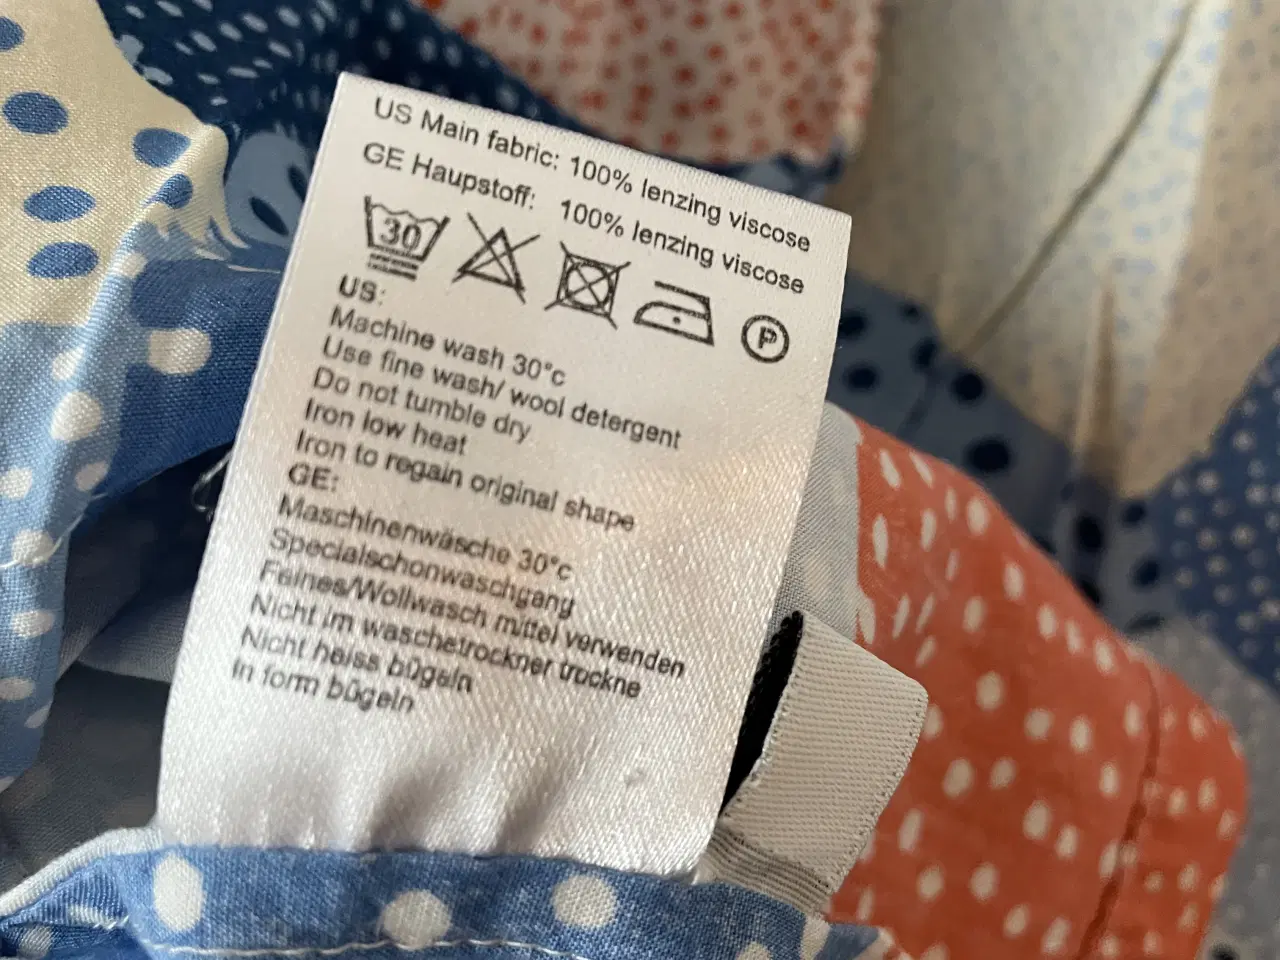 US Main fabric: 100% lenzing viscose
GE Haupstoff: 100% lenzing viscose
30 P
US:
Machine wash 30°c
Use fine wash/ wool detergent
Do not tumble dry
Iron low heat
Iron to regain original shape
GE:
Maschinenwäsche 30°c
Specialschonwaschgang
Feines/Wollwasch mittel verwenden
Nicht im waschetrockner trockne
Nicht heiss bügeln
In form bügeln